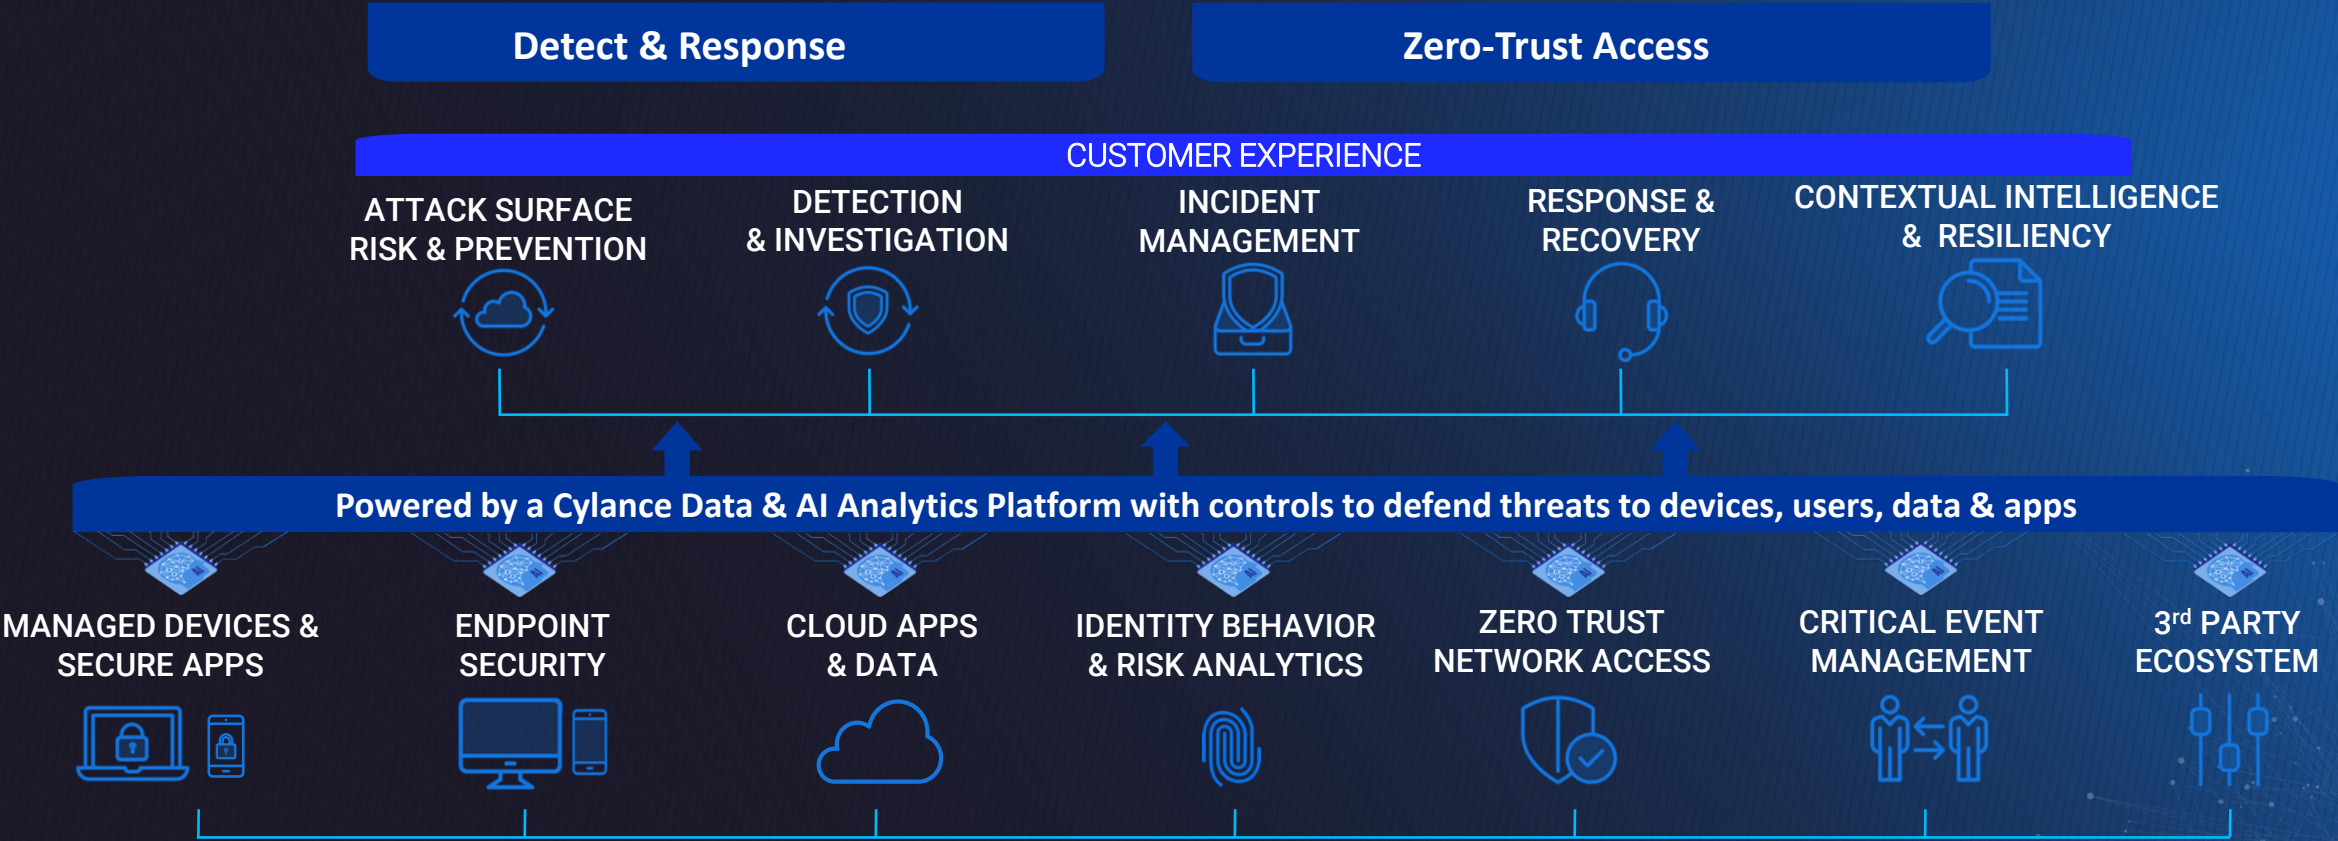 Detect & Response
Zero-Trust Access
CUSTOMER EXPERIENCE
ATTACK SURFACE
RISK & PREVENTION
DETECTION
& INVESTIGATION
INCIDENT
MANAGEMENT
RESPONSE &
RECOVERY
CONTEXTUAL INTELLIGENCE
& RESILIENCY
Powered by a Cylance Data & AI Analytics Platform with controls to defend threats to devices, users, data & apps
MANAGED DEVICES &
SECURE APPS
ENDPOINT
SECURITY
CLOUD APPS
& DATA
IDENTITY BEHAVIOR
& RISK ANALYTICS
ZERO TRUST
NETWORK ACCESS
CRITICAL EVENT
MANAGEMENT
3rd PARTY
ECOSYSTEM